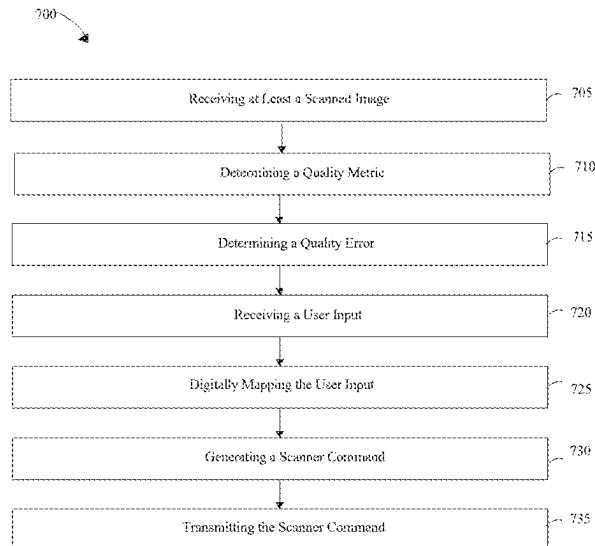 700
Receiving at Least a Scanned Image
705
Determining a Quality Metric
710
Determining a Quality Error
715
Receiving a User Input
720
Digitally Mapping the User Input
725
Generating a Scanner Command
730
Transmitting the Scanner Command
735